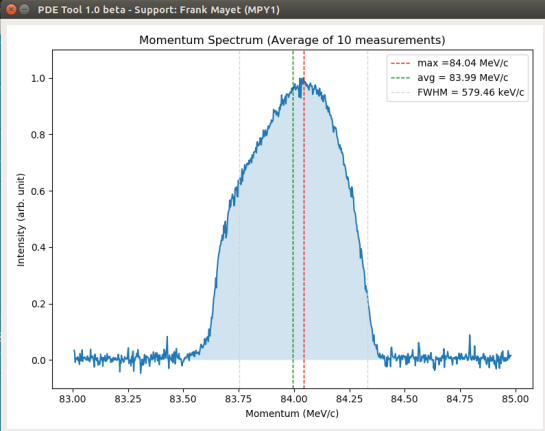 PDE Tool 1.0 beta - Support: Frank Mayet (MPY1)
Momentum Spectrum (Average of 10 measurements)
max =84.04 MeV/c
avg = 83.99 MeV/c
FWHM = 579.46 keV/c
Intensity (arb. unit)
1.0
0.8
0.6
0.4
0.2
0.0
83.00 83.25 83.50 83.75 84.00 84.25 84.50 84.75 85.00
Momentum (MeV/c)